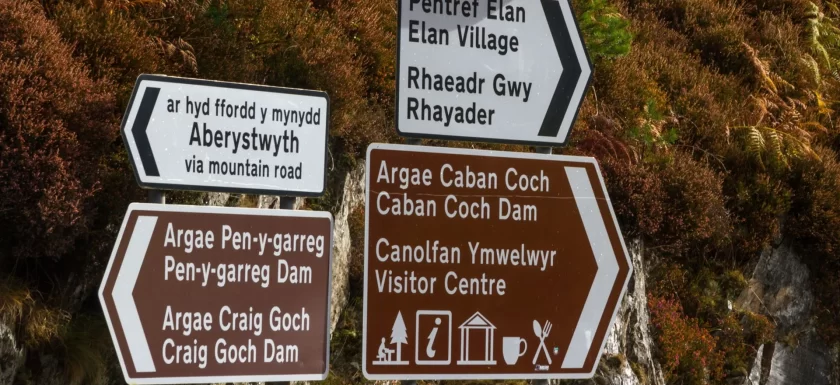 ar hyd ffordd y mynydd
Aberystwyth
via mountain road
Argae Pen-y-garreg
Pen-y-garreg Dam
Argae Craig Goch
Craig Goch Dam
Pentref Elan
Elan Village
Rhaeadr Gwy
Rhayader
Argae Caban Coch
Caban Coch Dam
Canolfan Ymwelwyr
Visitor Centre
i